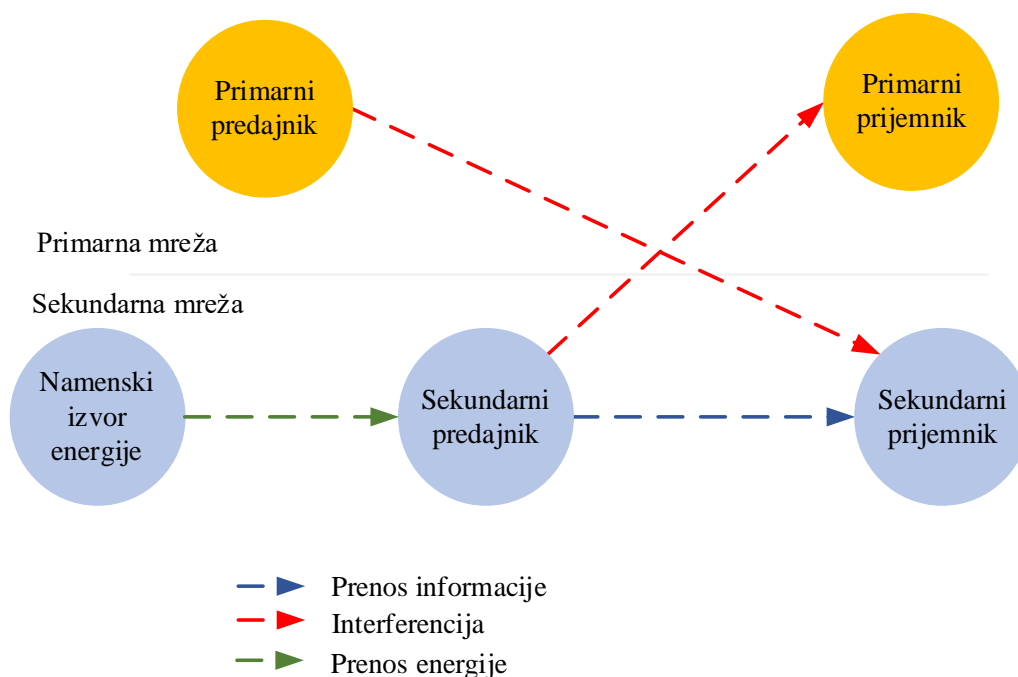 Primarni
predajnik
Primarni
prijemnik
Primarna mreža
Sekundarna mreža
Namenski
izvor
energije
Sekundarni
predajnik
Sekundarni
prijemnik
Prenos informacije
Interferencija
Prenos energije